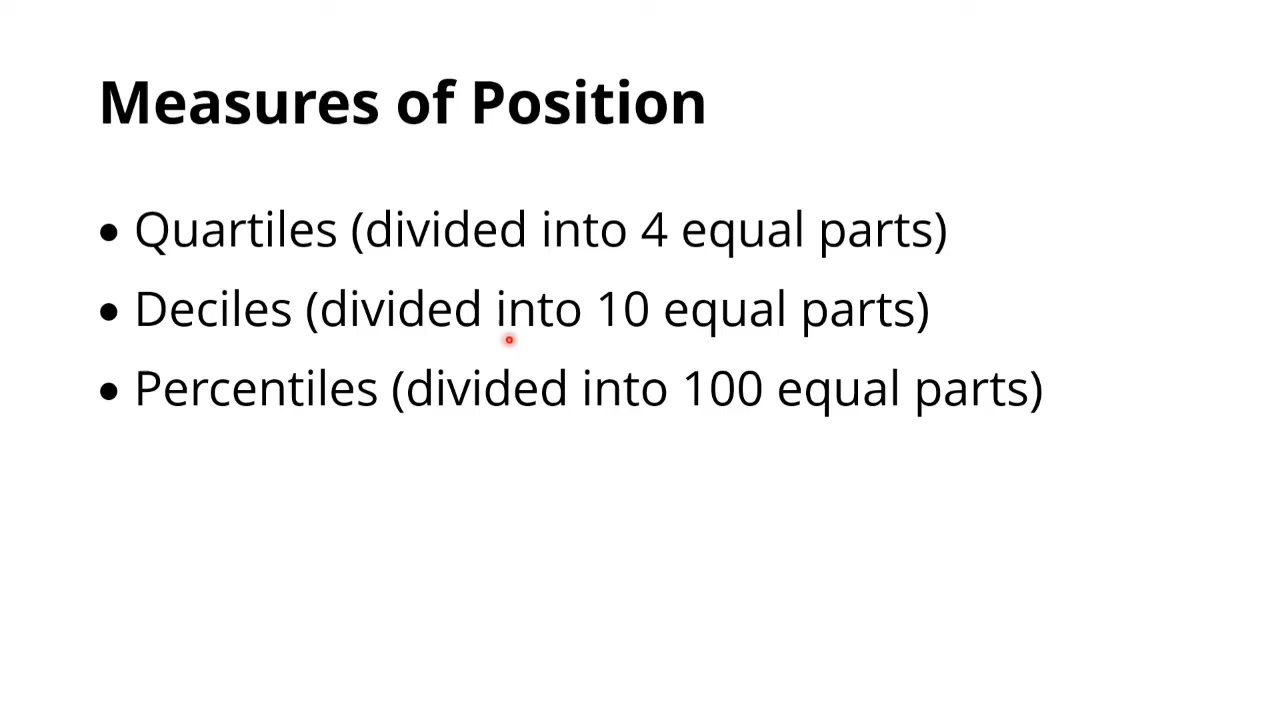 Measures of Position
• Quartiles (divided into 4 equal parts)
• Deciles (divided into 10 equal parts)
• Percentiles (divided into 100 equal parts)